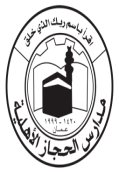 اقرأ باسم ربك الذي خلق
١٤٢٠ - ١٩٩٩
عمان
مدارس الحجاز الأهلية